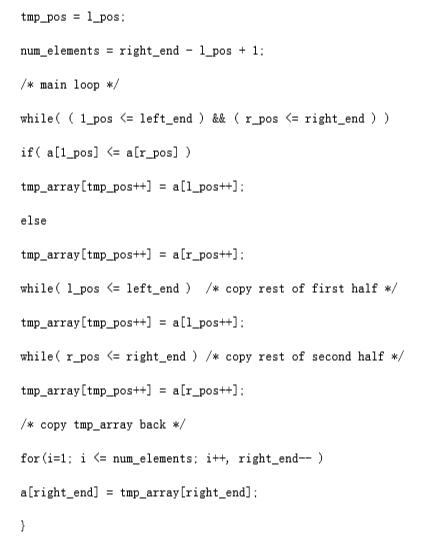 tmp_pos = l_pos;
num_elements = right_end - l_pos + 1;
/* main loop */
while( ( l_pos <= left_end ) && ( r_pos <= right_end ) )
if( a[l_pos] <= a[r_pos] )
tmp_array[tmp_pos++] = a[l_pos++];
else
tmp_array[tmp_pos++] = a[r_pos++];
while( l_pos <= left_end ) /* copy rest of first half */
tmp_array[tmp_pos++] = a[l_pos++];
while( r_pos <= right_end ) /* copy rest of second half */
tmp_array[tmp_pos++] = a[r_pos++];
/* copy tmp_array back */
for(i=1; i <= num_elements; i++, right_end-- )
a[right_end] = tmp_array[right_end];
}